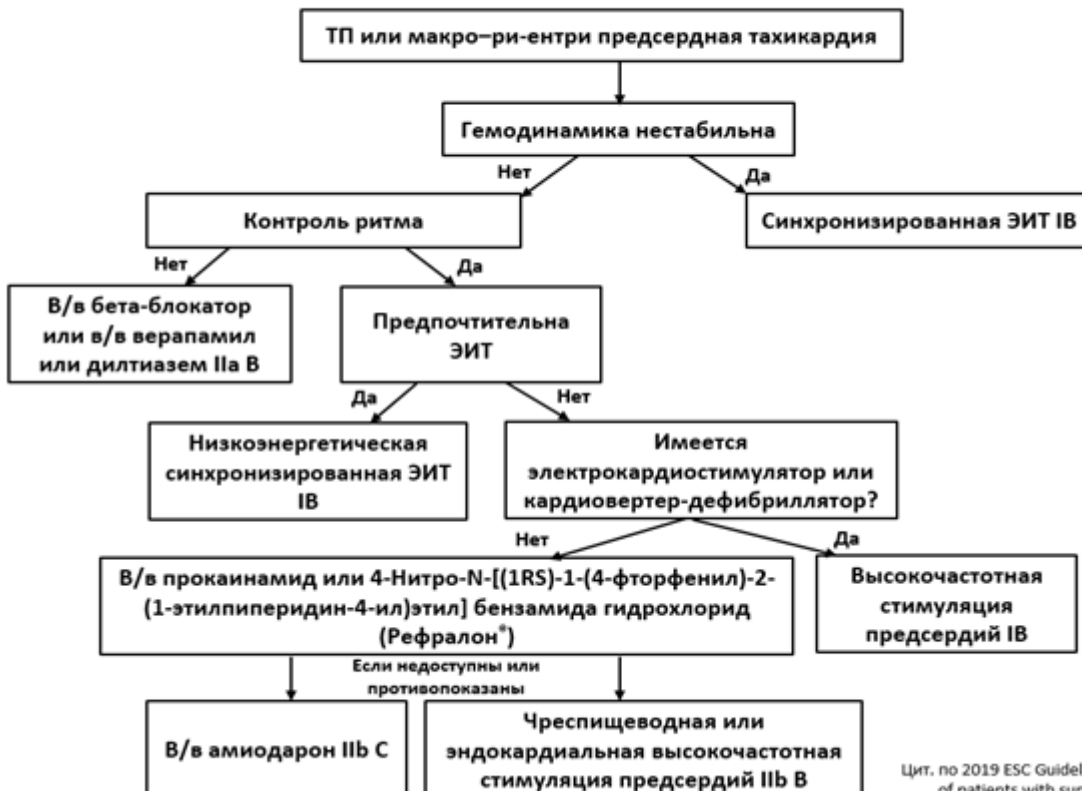 ТП или макро–ри-ентри предсердная тахикардия
Гемодинамика нестабильна
Нет
Да
Контроль ритма
Синхронизированная ЭИТ IB
Нет
Да
В/в бета-блокатор
или в/в верапамил
или дилтиазем IIa B
Предпочтительна
ЭИТ
Да
Нет
Низкоэнергетическая
синхронизированная ЭИТ
IB
Имеется
электрокардиостимулятор или
кардиовертер-дефибриллятор?
Нет
Да
В/в прокаинамид или 4-Нитро-N-[(1RS)-1-(4-фторфенил)-2-
(1-этилпиперидин-4-ил)этил] бензамида гидрохлорид
(Рефралон®)
Высокочастотная
стимуляция
предсердий IB
Если недоступны или
противопоказаны
В/в амиодарон IIb C
Чреспищеводная или
эндокардиальная высокочастотная
стимуляция предсердий IIb B
Цит. по 2019 ESC
of patients with